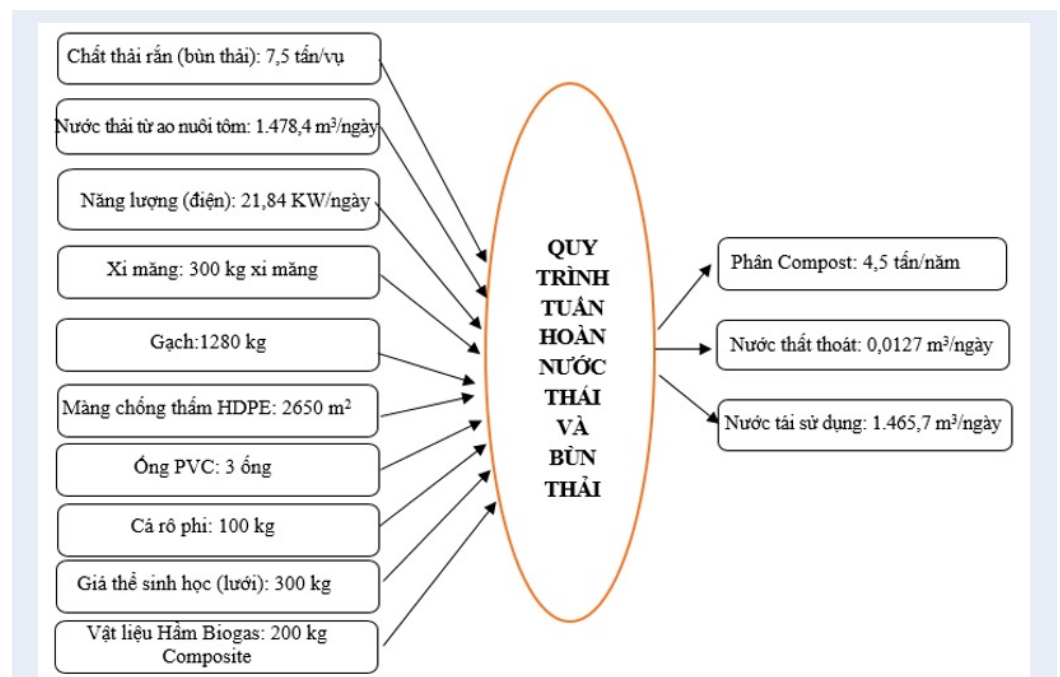 Chất thải rắn (bùn thải): 7,5 tấn/vụ
Nước thải từ ao nuôi tôm: 1.478,4 m³/ngày
Năng lượng (điện): 21,84 KW/ngày
Xi măng: 300 kg xi măng
Gạch:1280 kg
Màng chống thấm HDPE: 2650 m²
Ống PVC: 3 ống
Cá rô phi: 100 kg
Giá thể sinh học (lưới): 300 kg
Vật liệu Hầm Biogas: 200 kg
Composite
QUY
TRÌNH
TUẦN
HOÀN
NƯỚC
THẢI
VÀ
BÙN
THẢI
Phân Compost: 4,5 tấn/năm
Nước thất thoát: 0,0127 m³/ngày
Nước tái sử dụng: 1.465,7 m³/ngày